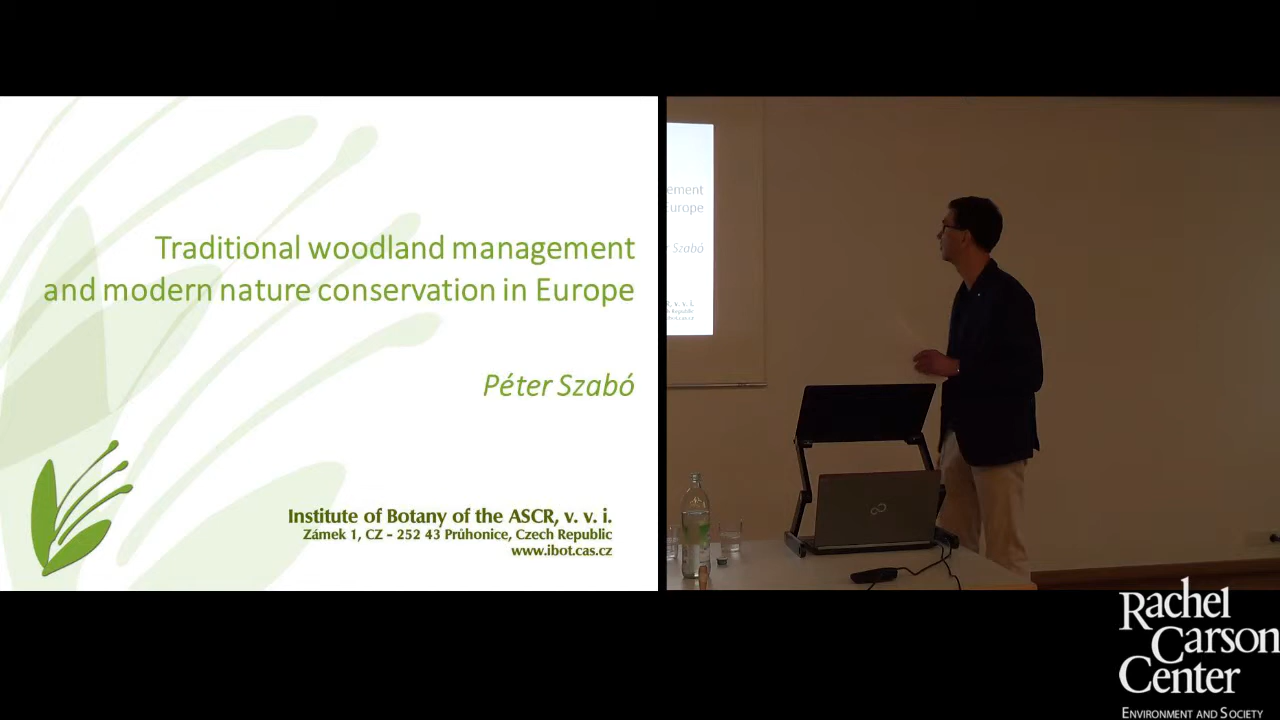 Traditional woodland management
and modern nature conservation in Europe
Péter Szabó
Institute of Botany of the ASCR, v. v. i.
Zámek 1, CZ - 252 43 Průhonice, Czech Republic
www.ibot.cas.cz
ement
Europe
Szabó
R, v. v. i.
Rachel
Carson
Center
Environment and Society